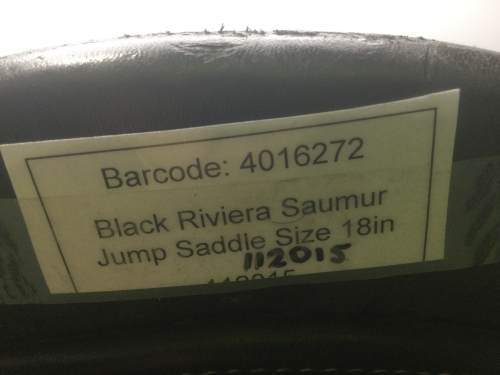 Barcode: 4016272
Black Riviera Saumur
Jump Saddle Size 18in
112015